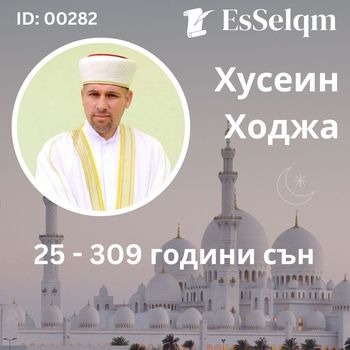 ID: 00282
EsSelqm
Хусеин
Ходжа
25 - 309 години сън